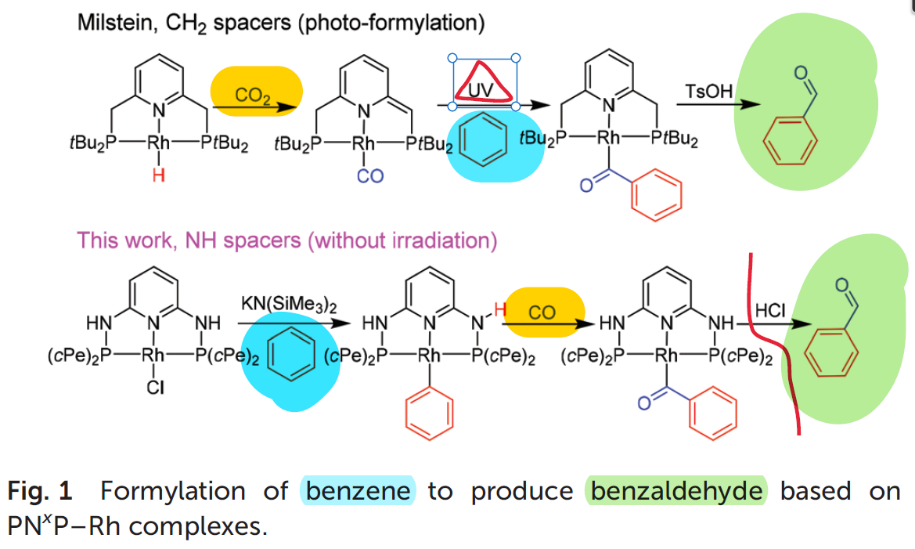 Milstein, CH₂ spacers (photo-formylation)
CO₂
UV
TsOH
N
N
N
O
tBu₂P Rh PtBu₂
tBu₂P Rh PtBu₂
tBu₂P Rh PtBu₂
H
CO
O
This work, NH spacers (without irradiation)
KN(SiMe₃)₂
H
CO
HCl
O
HN N NH
HN N N
HN N NH
(cPe)₂P Rh P(cPe)₂
(cPe)₂P Rh P(cPe)₂
(cPe)₂P Rh P(cPe)₂
Cl
O
Fig. 1 Formylation of benzene to produce benzaldehyde based on
PNˣP–Rh complexes.